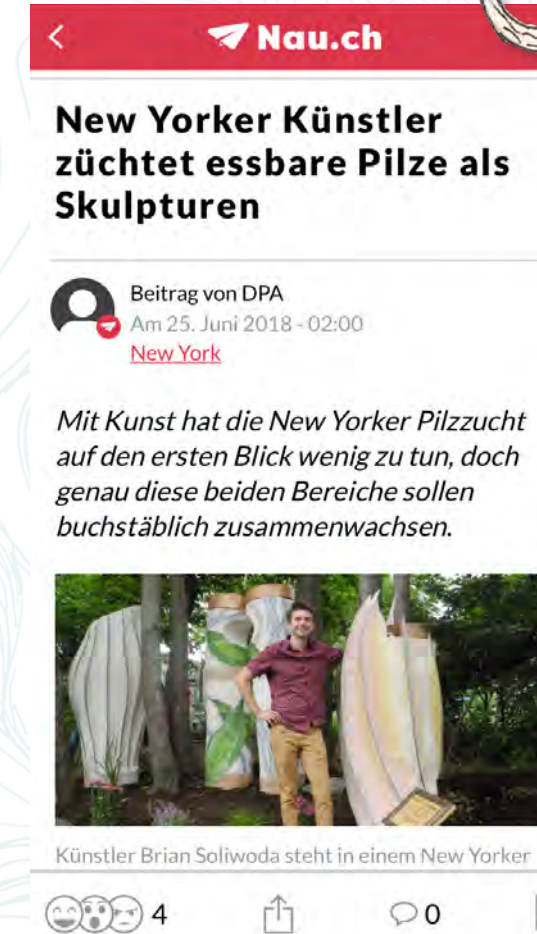 Nau.ch
New Yorker Künstler
züchtet essbare Pilze als
Skulpturen
Beitrag von DPA
Am 25. Juni 2018 - 02:00
New York
Mit Kunst hat die New Yorker Pilzzucht
auf den ersten Blick wenig zu tun, doch
genau diese beiden Bereiche sollen
buchstäblich zusammenwachsen.
Künstler Brian Soliwoda steht in einem New Yorker
4
0